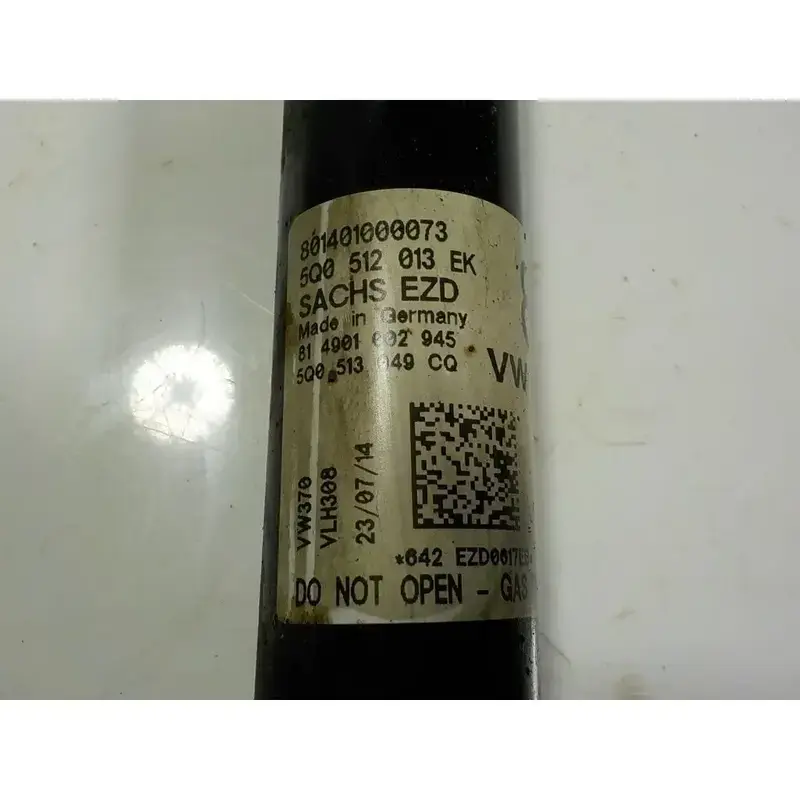 801401000073
5Q0 512 013 EK
SACHS EZD
Made in Germany
81 4901 002 945
5Q0 513 049 CQ
VW
VW370
VLH308
23/07/14
DO NOT OPEN - GAS